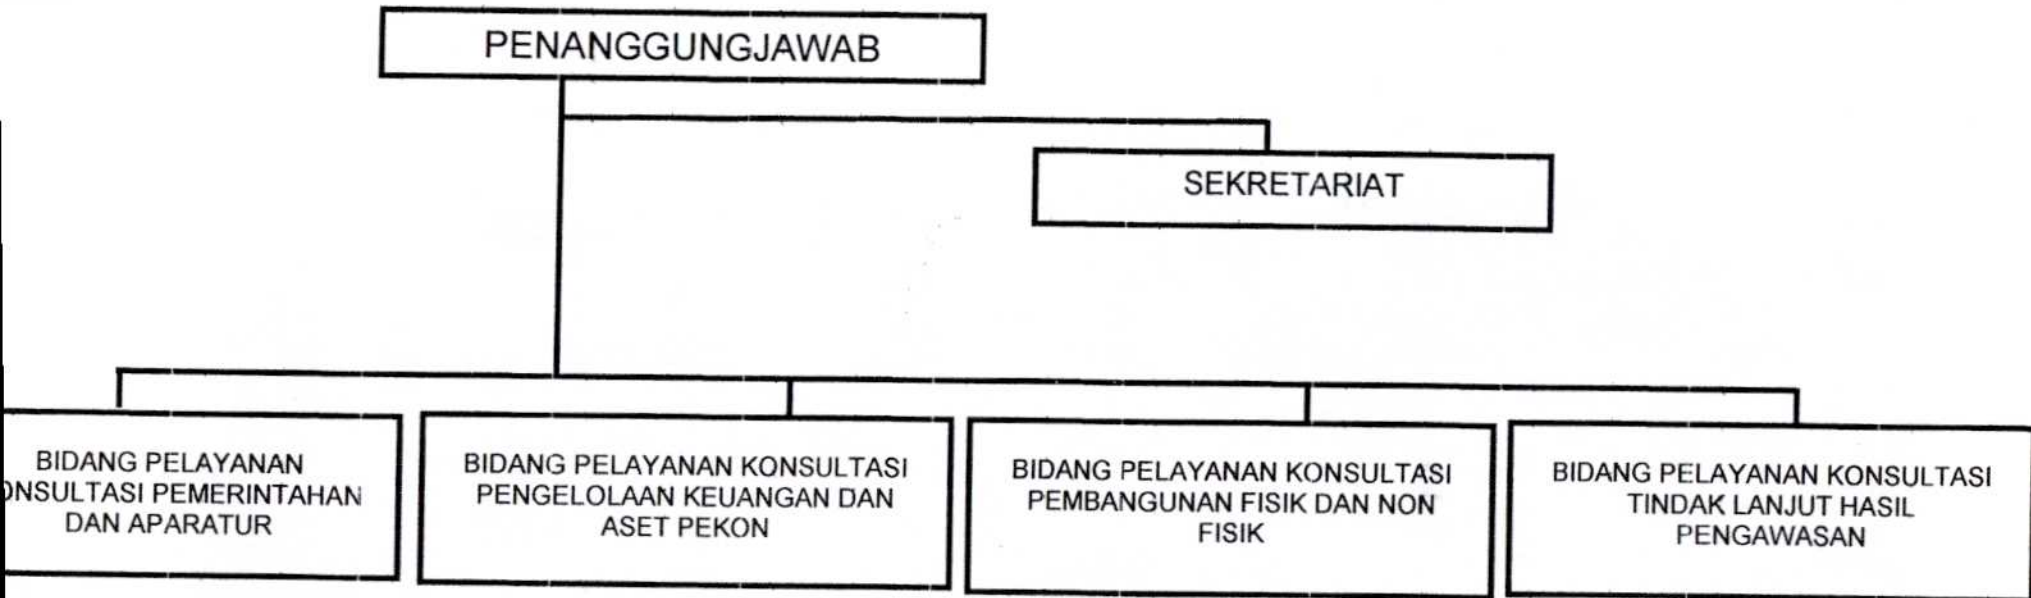 PENANGGUNGJAWAB
SEKRETARIAT
BIDANG PELAYANAN
ONSULTASI PEMERINTAHAN
DAN APARATUR
BIDANG PELAYANAN KONSULTASI
PENGELOLAAN KEUANGAN DAN
ASET PEKON
BIDANG PELAYANAN KONSULTASI
PEMBANGUNAN FISIK DAN NON
FISIK
BIDANG PELAYANAN KONSULTASI
TINDAK LANJUT HASIL
PENGAWASAN